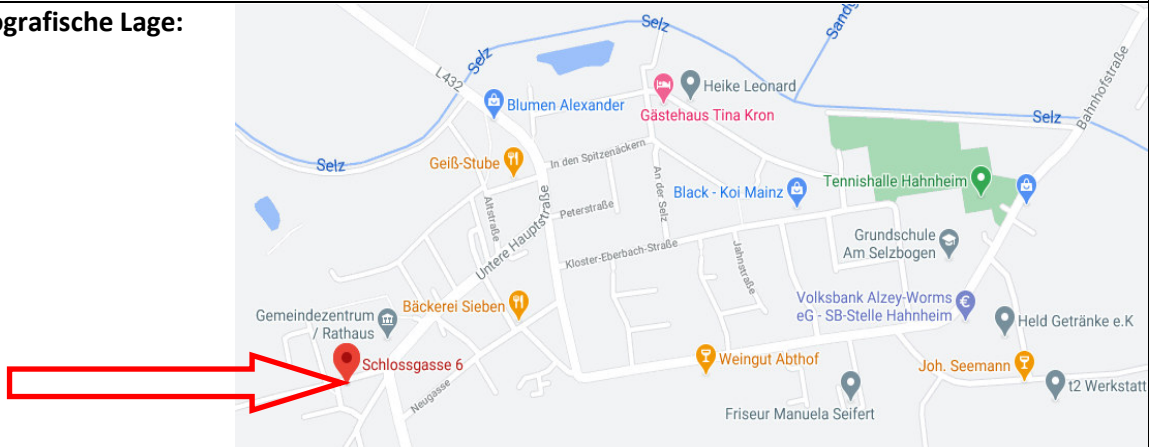 ografische Lage:
Selz
Sandg
L432
Selz
Heike Leonard
Blumen Alexander
Gästehaus Tina Kron
Bahnhofstraße
Selz
Selz
Geiß-Stube
In den Spitzenäckern
An der Selz
Black - Koi Mainz
Tennishalle Hahnheim
Altstraße
Peterstraße
Untere Hauptstraße
Kloster-Eberbach-Straße
Jahnstraße
Grundschule
Am Selzbogen
Bäckerei Sieben
Gemeindezentrum
/ Rathaus
Volksbank Alzey-Worms
eG - SB-Stelle Hahnheim
Held Getränke e.K
Schlossgasse 6
Weingut Abthof
Joh. Seemann
t2 Werkstatt
Neugasse
Friseur Manuela Seifert